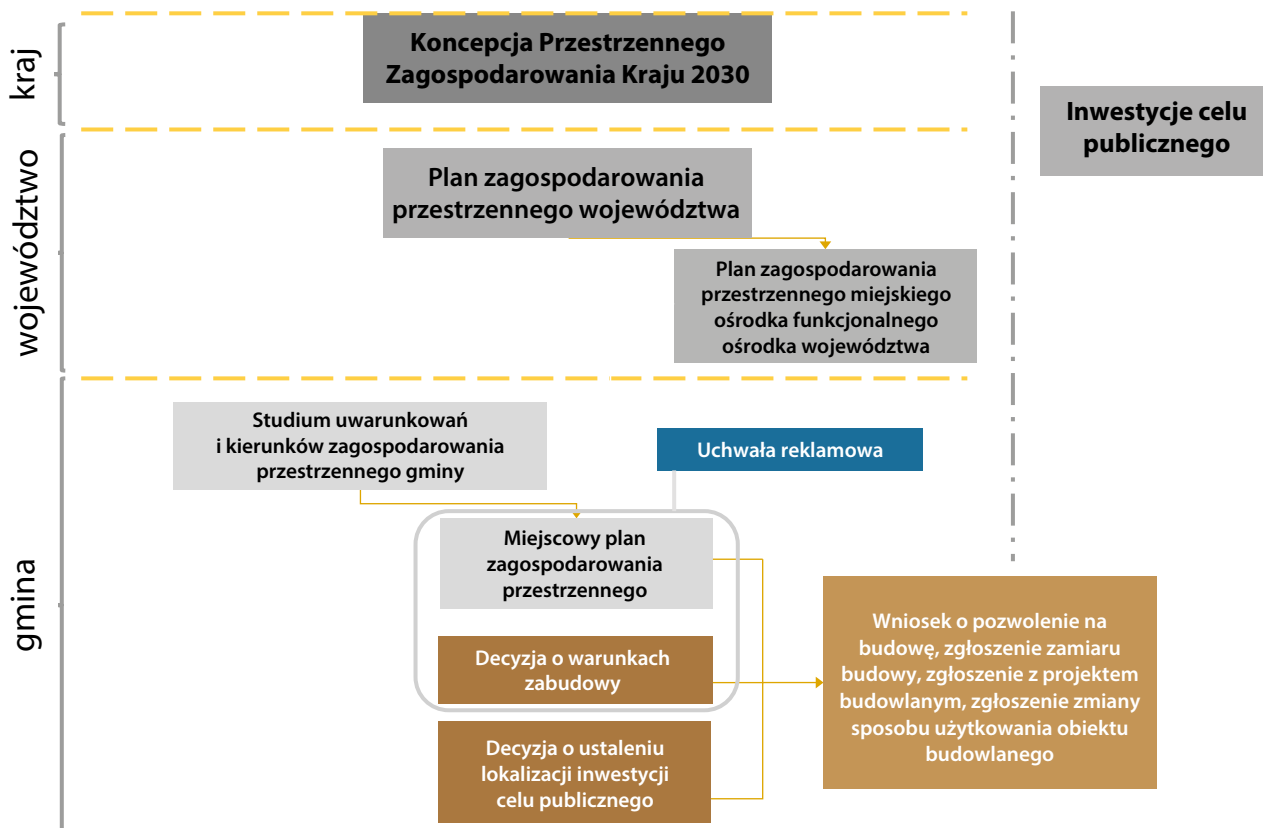 kraj
Koncepcja Przestrzennego
Zagospodarowania Kraju 2030
Inwestycje celu
publicznego
województwo
Plan zagospodarowania
przestrzennego województwa
Plan zagospodarowania
przestrzennego miejskiego
ośrodka funkcjonalnego
ośrodka województwa
gmina
Studium uwarunkowań
i kierunków zagospodarowania
przestrzennego gminy
Uchwała reklamowa
Miejscowy plan
zagospodarowania
przestrzennego
Decyzja o warunkach
zabudowy
Decyzja o ustaleniu
lokalizacji inwestycji
celu publicznego
Wniosek o pozwolenie na
budowę, zgłoszenie zamiaru
budowy, zgłoszenie z projektem
budowlanym, zgłoszenie zmiany
sposobu użytkowania obiektu
budowlanego